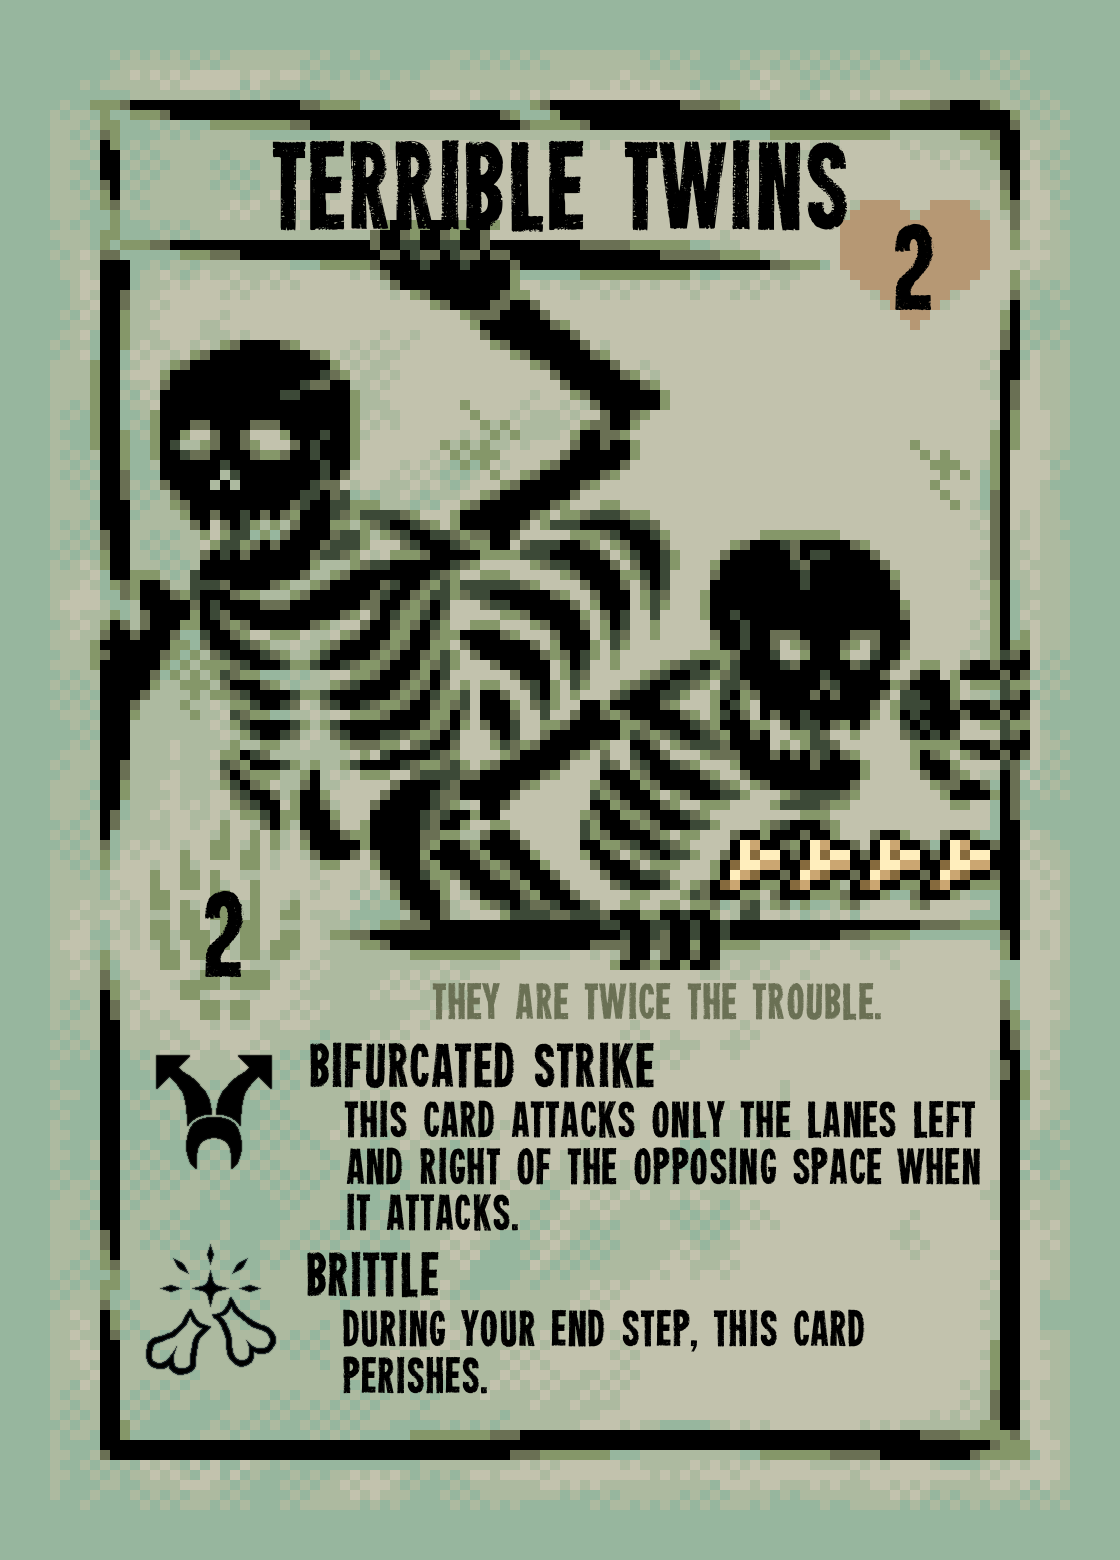 TERRIBLE TWINS
2
2
THEY ARE TWICE THE TROUBLE.
BIFURCATED STRIKE
THIS CARD ATTACKS ONLY THE LANES LEFT
AND RIGHT OF THE OPPOSING SPACE WHEN
IT ATTACKS.
BRITTLE
DURING YOUR END STEP, THIS CARD
PERISHES.